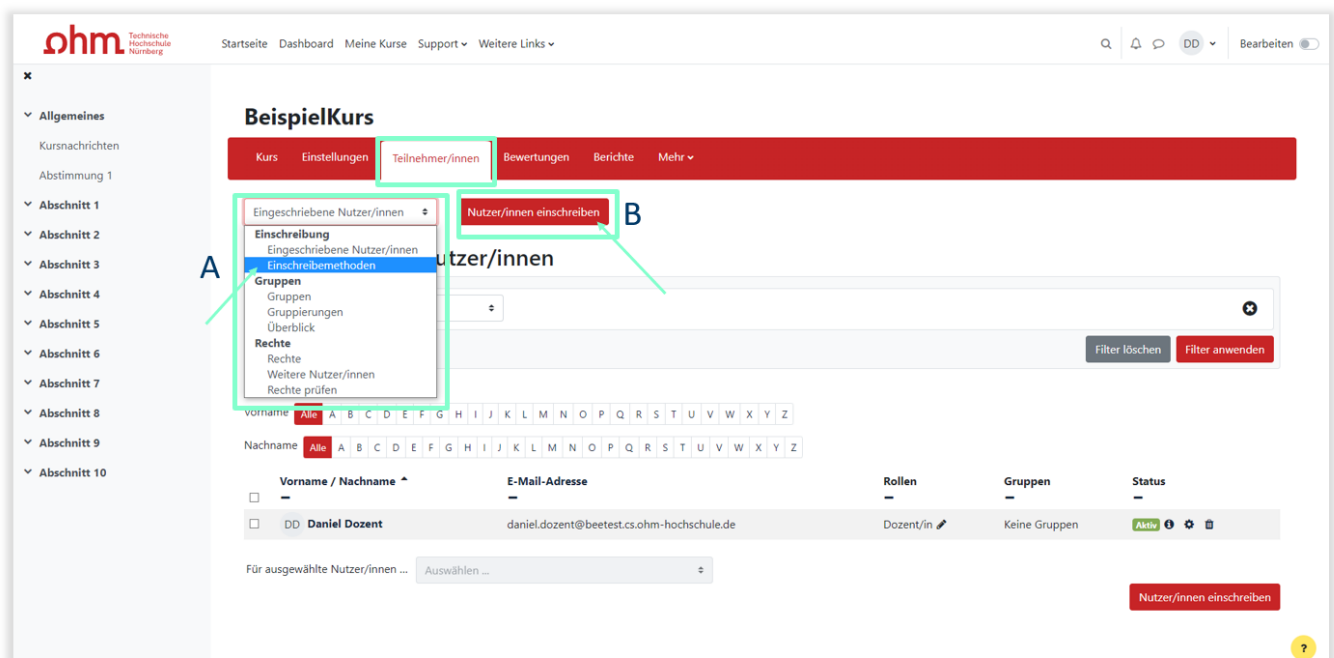 ohm Technische Hochschule Nürnberg
Startseite Dashboard Meine Kurse Support Weitere Links DD Bearbeiten
Allgemeines
Kursnachrichten
Abstimmung 1
Abschnitt 1
Abschnitt 2
Abschnitt 3
Abschnitt 4
Abschnitt 5
Abschnitt 6
Abschnitt 7
Abschnitt 8
Abschnitt 9
Abschnitt 10
BeispielKurs
Kurs Einstellungen Teilnehmer/innen Bewertungen Berichte Mehr
Eingeschriebene Nutzer/innen Nutzer/innen einschreiben B
A
Einschreibung
Eingeschriebene Nutzer/innen
Einschreibemethoden
Gruppen
Gruppen
Gruppierungen
Überblick
Rechte
Rechte
Weitere Nutzer/innen
Rechte prüfen
utzer/innen
Filter löschen Filter anwenden
Vorname Alle A B C D E F G H I J K L M N O P Q R S T U V W X Y Z
Nachname Alle A B C D E F G H I J K L M N O P Q R S T U V W X Y Z
Vorname / Nachname E-Mail-Adresse Rollen Gruppen Status
DD Daniel Dozent daniel.dozent@beetest.cs.ohm-hochschule.de Dozent/in Keine Gruppen Aktiv
Für ausgewählte Nutzer/innen ... Auswählen ...
Nutzer/innen einschreiben
?